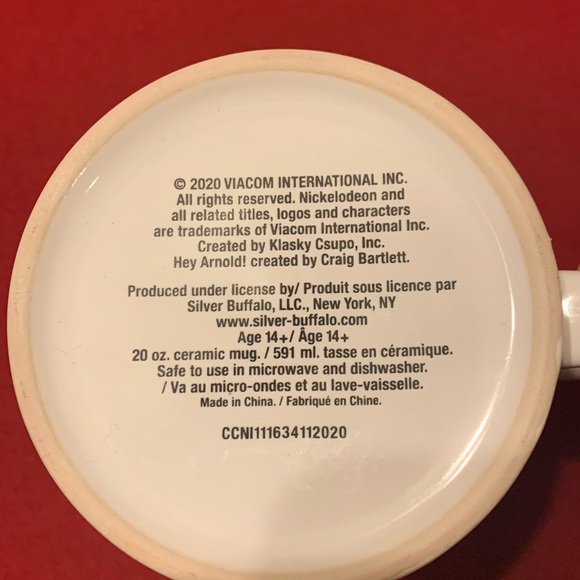 © 2020 VIACOM INTERNATIONAL INC.
All rights reserved. Nickelodeon and
all related titles, logos and characters
are trademarks of Viacom International Inc.
Created by Klasky Csupo, Inc.
Hey Arnold! created by Craig Bartlett.
Produced under license by/ Produit sous licence par
Silver Buffalo, LLC., New York, NY
www.silver-buffalo.com
Age 14+/ Âge 14+
20 oz. ceramic mug. / 591 ml. tasse en céramique.
Safe to use in microwave and dishwasher.
/ Va au micro-ondes et au lave-vaisselle.
Made in China. / Fabriqué en Chine.
CCNI111634112020